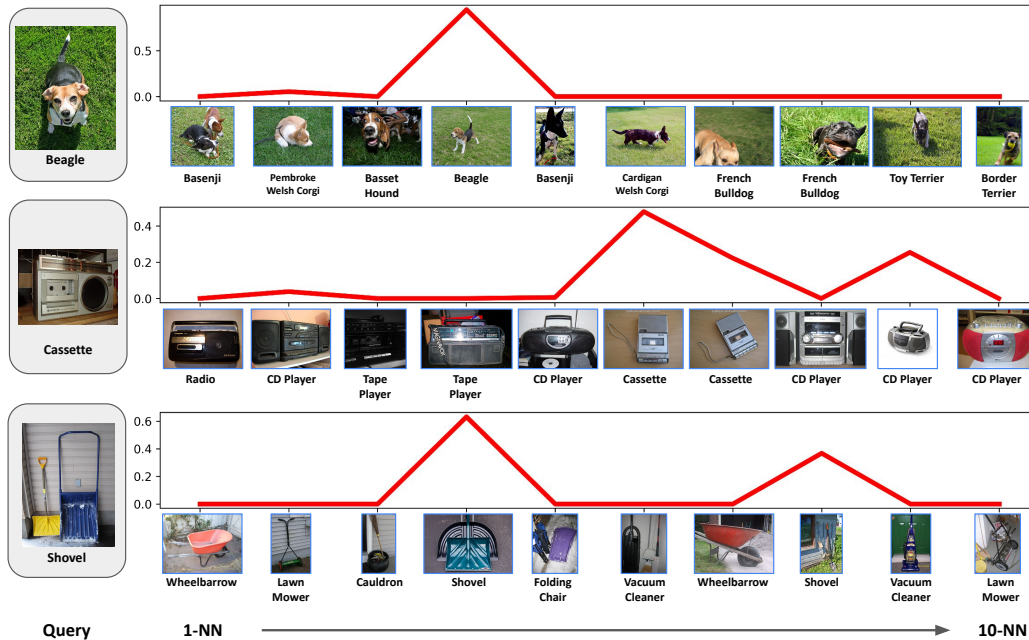 0.5
0.0
Beagle
Basenji
Pembroke
Welsh Corgi
Basset
Hound
Beagle
Basenji
Cardigan
Welsh Corgi
French
Bulldog
French
Bulldog
Toy Terrier
Border
Terrier
0.4
0.2
0.0
Cassette
Radio
CD Player
Tape
Player
Tape
Player
CD Player
Cassette
Cassette
CD Player
CD Player
CD Player
0.6
0.4
0.2
0.0
Shovel
Wheelbarrow
Lawn
Mower
Cauldron
Shovel
Folding
Chair
Vacuum
Cleaner
Wheelbarrow
Shovel
Vacuum
Cleaner
Lawn
Mower
Query
1-NN
10-NN